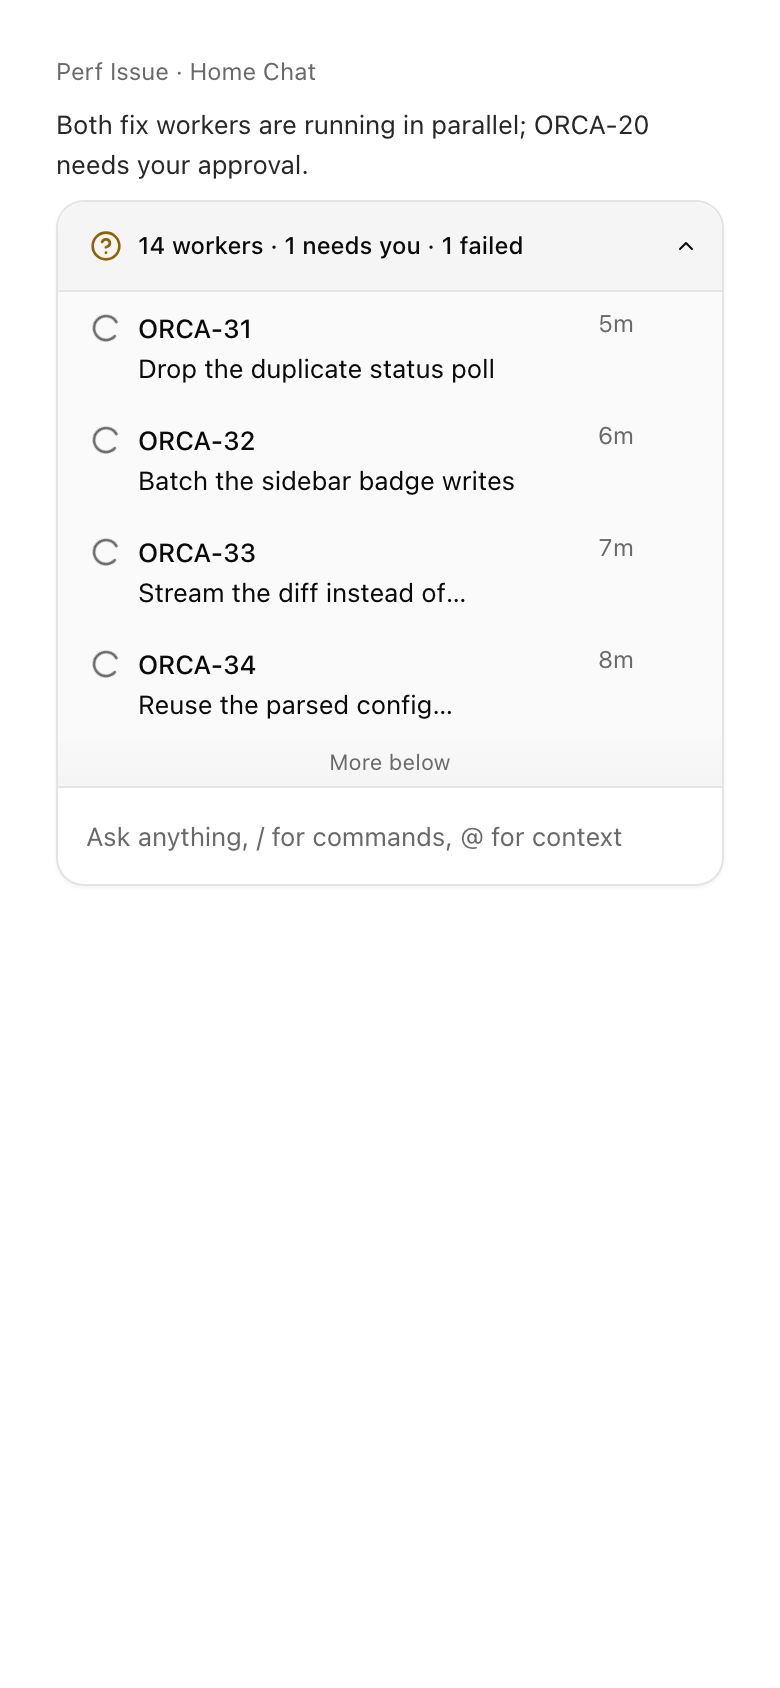 Perf Issue · Home Chat
Both fix workers are running in parallel; ORCA-20
needs your approval.
14 workers · 1 needs you · 1 failed
ORCA-31 5m
Drop the duplicate status poll
ORCA-32 6m
Batch the sidebar badge writes
ORCA-33 7m
Stream the diff instead of...
ORCA-34 8m
Reuse the parsed config...
More below
Ask anything, / for commands, @ for context